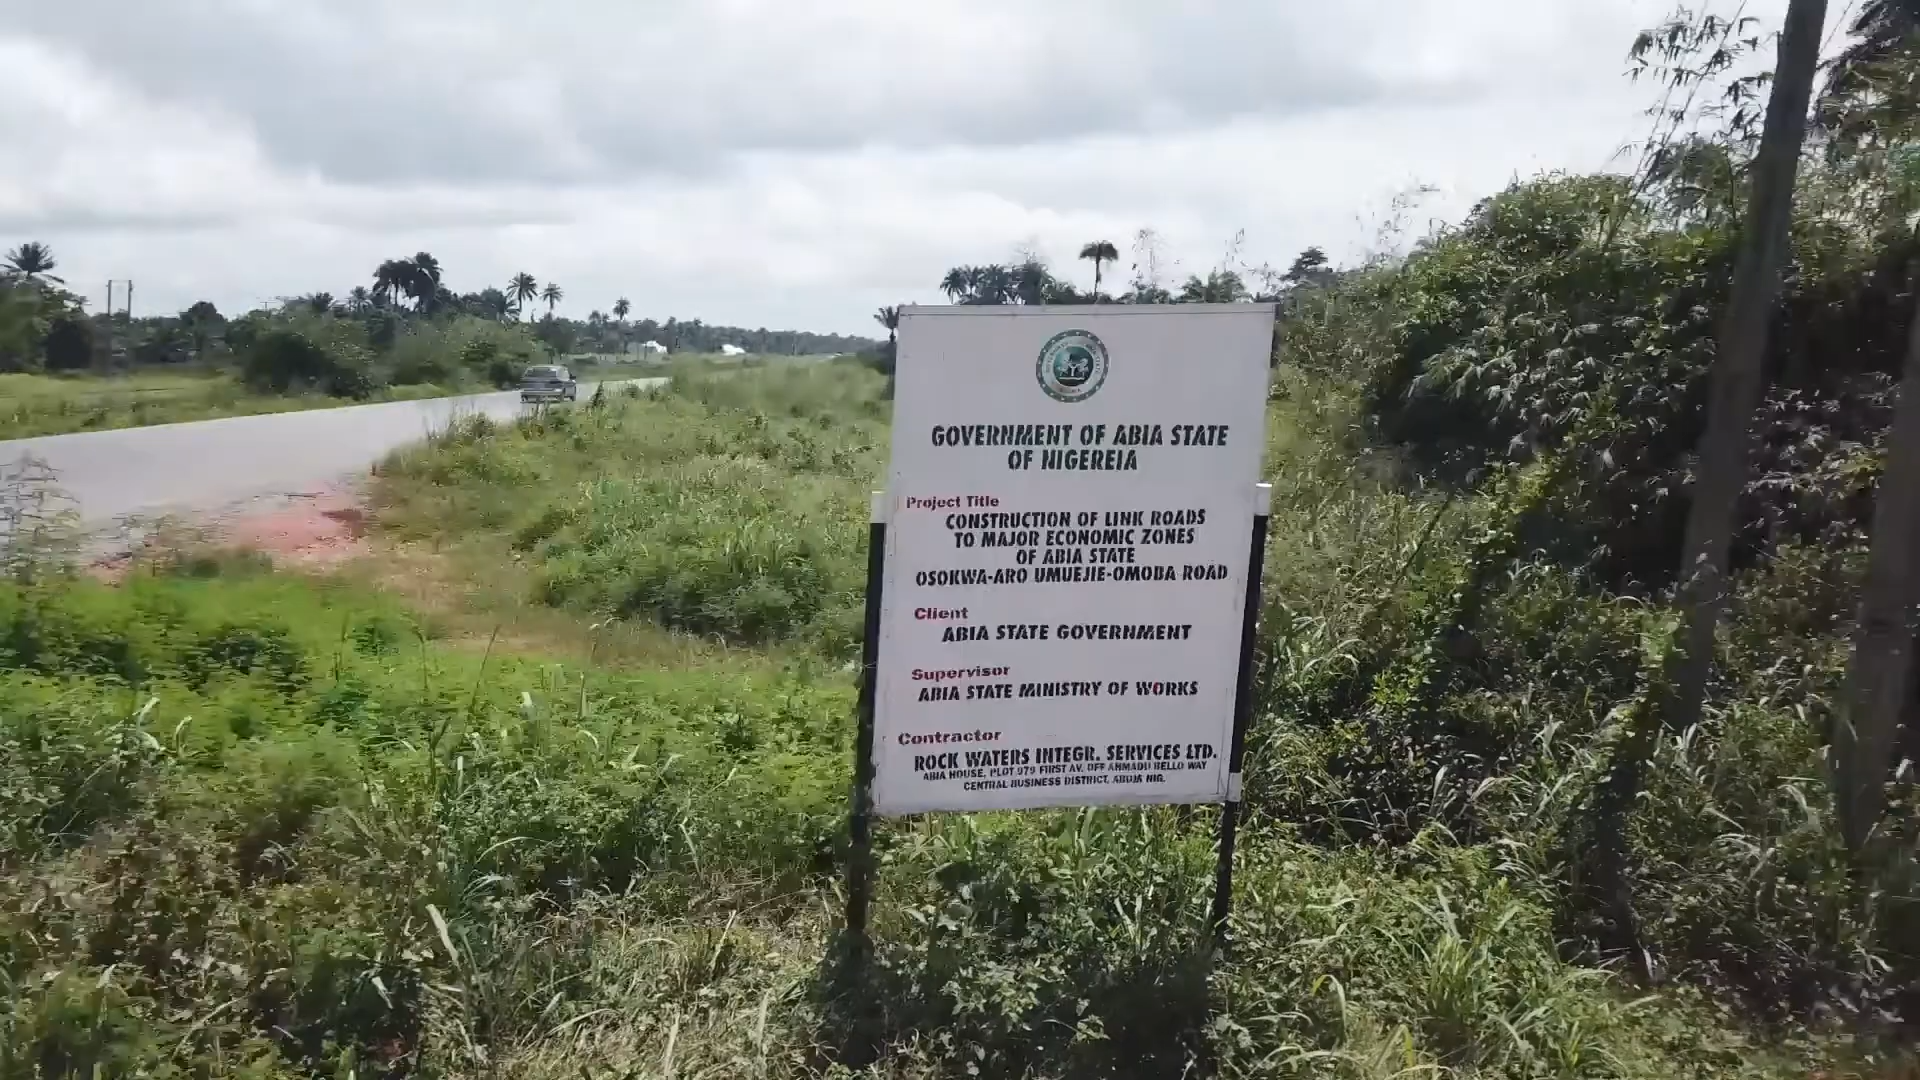 GOVERNMENT OF ABIA STATE
OF NIGEREIA
Project Title
CONSTRUCTION OF LINK ROADS
TO MAJOR ECONOMIC ZONES
OF ABIA STATE
OSOKWA-ARO UMUEJIE-OMOBA ROAD
Client
ABIA STATE GOVERNMENT
Supervisor
ABIA STATE MINISTRY OF WORKS
Contractor
ROCK WATERS INTEGR. SERVICES LTD.
ABIA HOUSE, PLOT 979 FIRST AV. OFF AHMADU BELLO WAY
CENTRAL BUSINESS DISTRICT, ABUJA NIG.